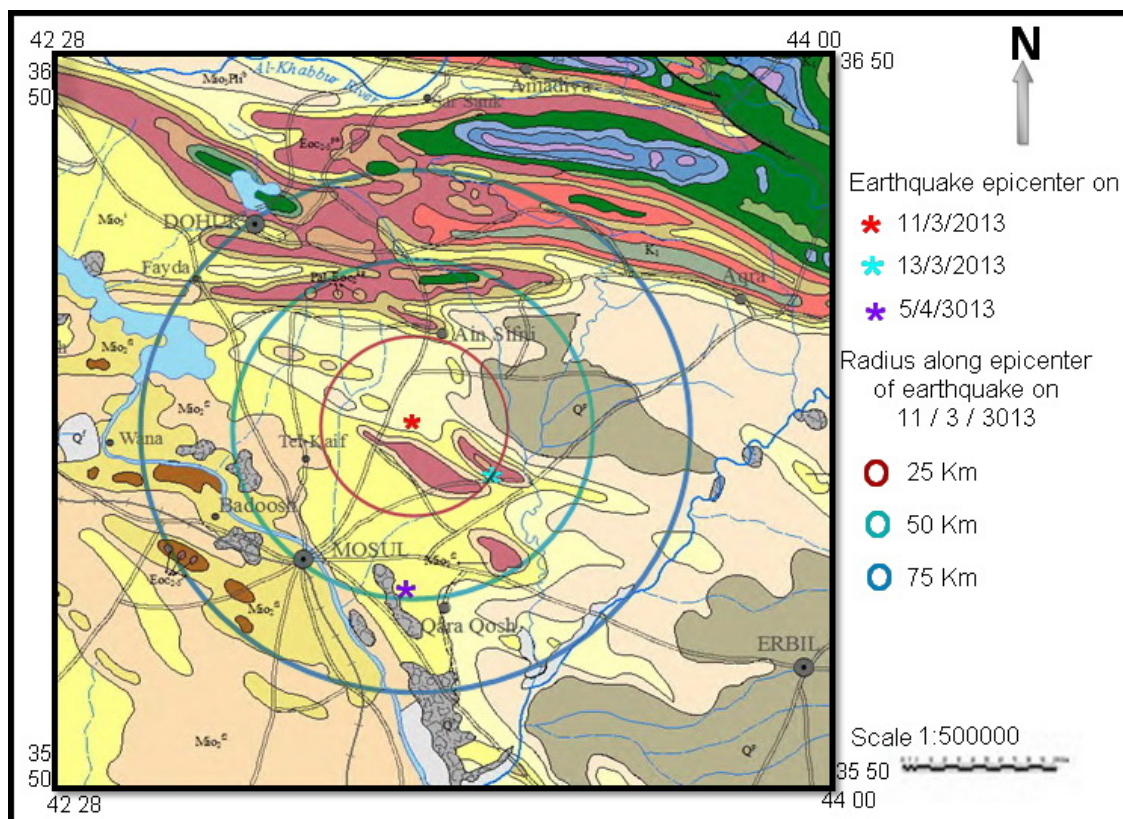 42 28
44 00
36
50
36 50
N
Mio₃Pliᵇ
Al-Khabbur
River
Amadiya
Sar Sank
DOHUK
K₁
Fayda
Aqra
Ain Sifni
Earthquake epicenter on
* 11/3/2013
* 13/3/2013
* 5/4/3013
Radius along epicenter
of earthquake on
11 / 3 / 3013
25 Km
50 Km
75 Km
Wana
Tel-Kaif
Badoosh
MOSUL
Qara Qosh
ERBIL
35
50
35 50
42 28
44 00
Scale 1:500000